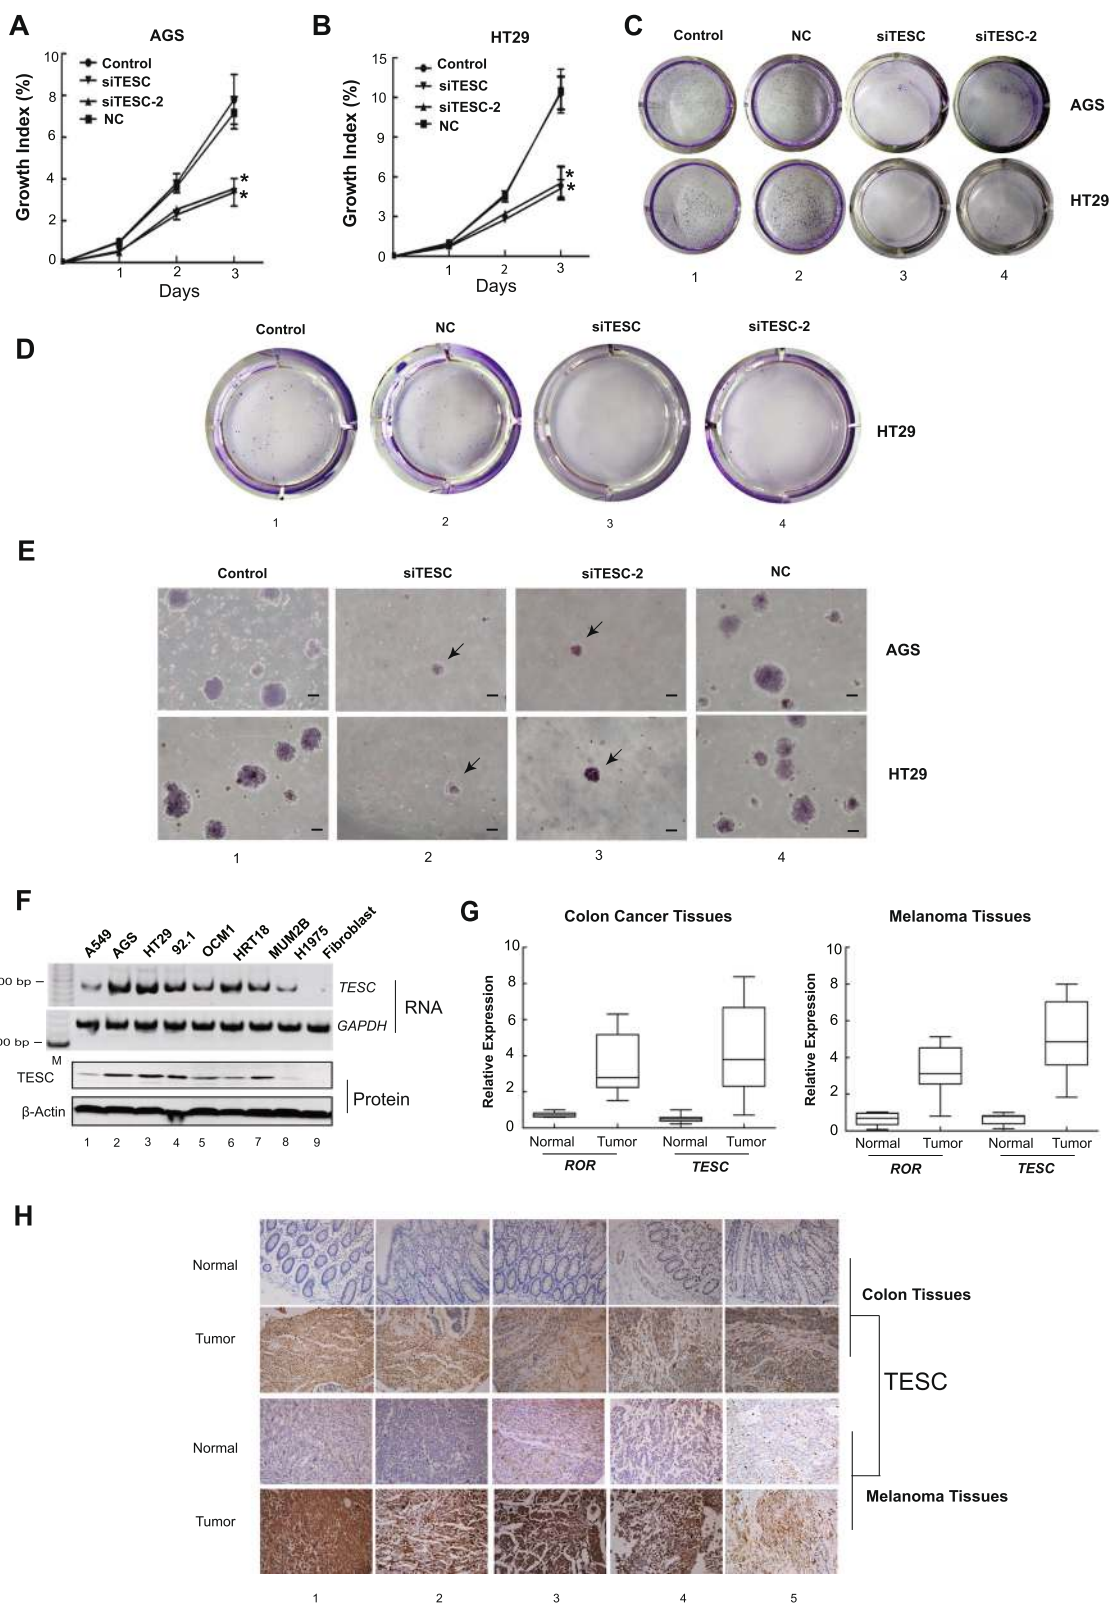 A
AGS
Growth Index (%)
10
8
6
4
2
0
Control
siTESC
siTESC-2
NC
*
*
1 2 3
Days
B
HT29
Growth Index (%)
15
10
9
6
3
0
Control
siTESC
siTESC-2
NC
*
*
1 2 3
Days
C
Control NC siTESC siTESC-2
AGS
HT29
1 2 3 4
D
Control NC siTESC siTESC-2
HT29
1 2 3 4
E
Control siTESC siTESC-2 NC
AGS
HT29
1 2 3 4
F
A549 AGS HT29 92.1 OCM1 HRT18 MUM2B H1975 Fibroblast
00 bp
TESC
GAPDH
RNA
00 bp
M
TESC
β-Actin
Protein
1 2 3 4 5 6 7 8 9
G
Colon Cancer Tissues
Relative Expression
10
8
6
4
2
0
Normal Tumor Normal Tumor
ROR TESC
Melanoma Tissues
Relative Expression
10
8
6
4
2
0
Normal Tumor Normal Tumor
ROR TESC
H
Normal
Tumor
Colon Tissues
TESC
Normal
Tumor
Melanoma Tissues
1 2 3 4 5